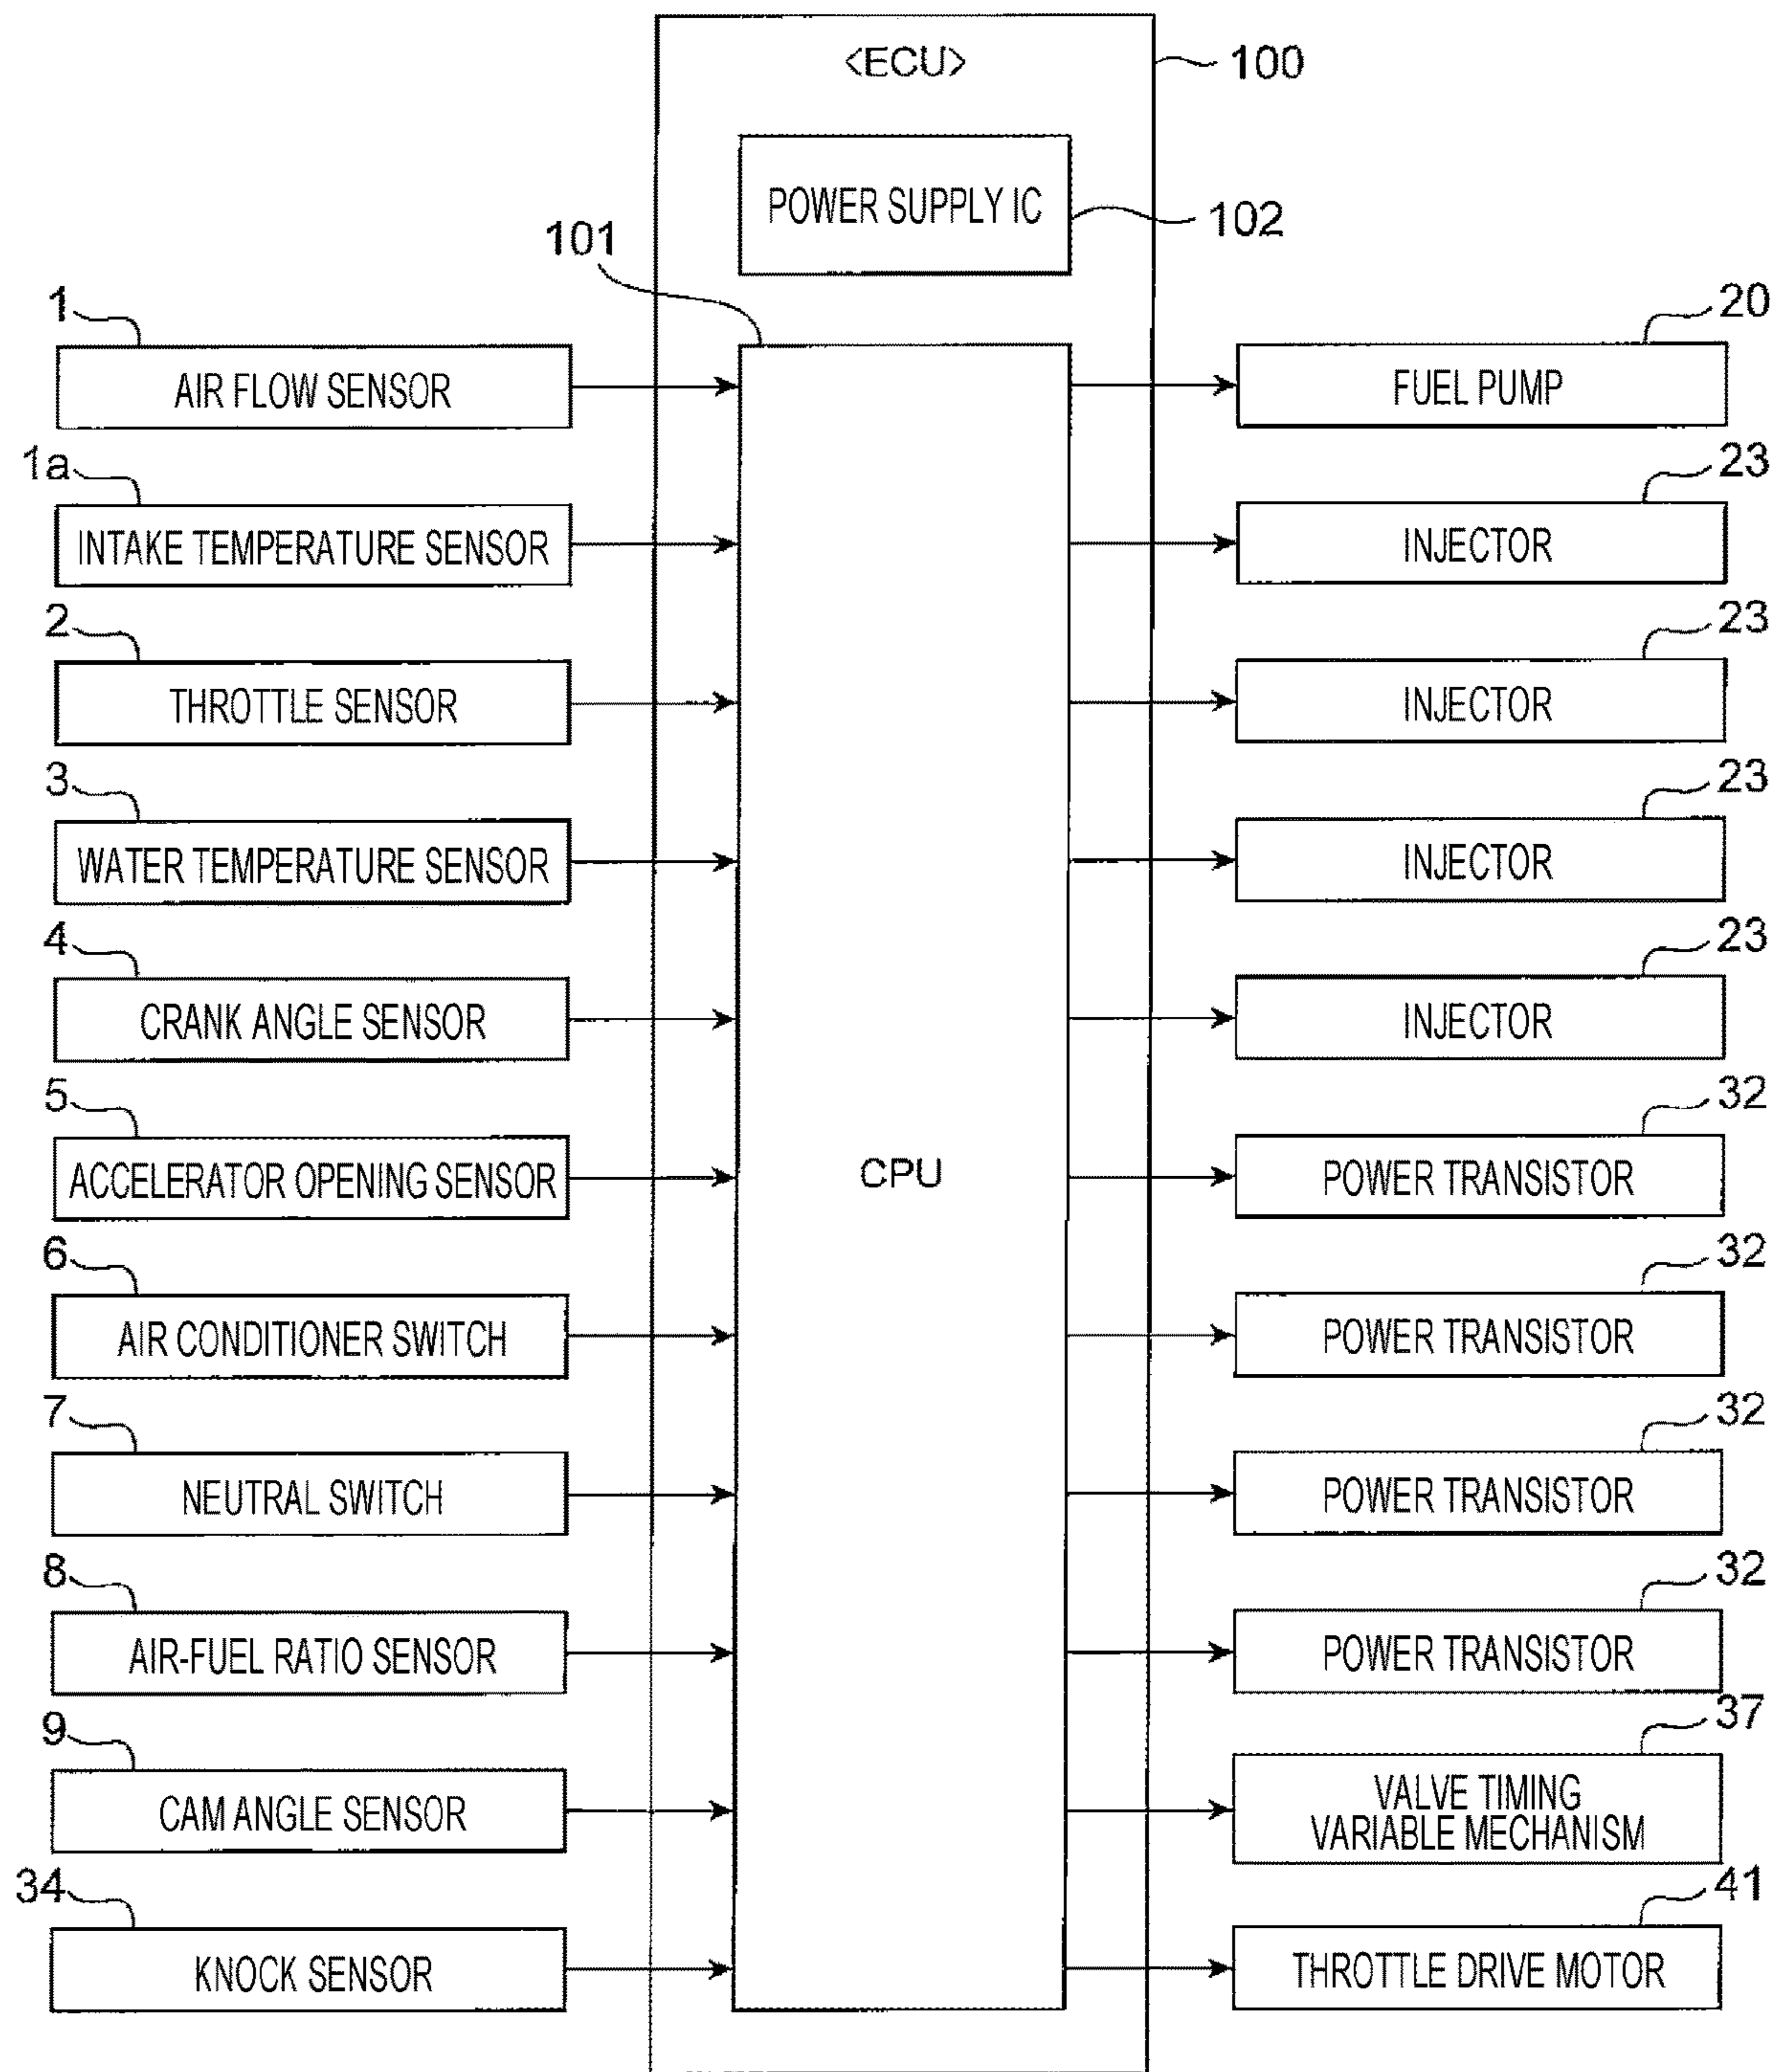 <ECU>
100
POWER SUPPLY IC
102
101
1
AIR FLOW SENSOR
1a
INTAKE TEMPERATURE SENSOR
2
THROTTLE SENSOR
3
WATER TEMPERATURE SENSOR
4
CRANK ANGLE SENSOR
5
ACCELERATOR OPENING SENSOR
6
AIR CONDITIONER SWITCH
7
NEUTRAL SWITCH
8
AIR-FUEL RATIO SENSOR
9
CAM ANGLE SENSOR
34
KNOCK SENSOR
CPU
20
FUEL PUMP
23
INJECTOR
23
INJECTOR
23
INJECTOR
23
INJECTOR
32
POWER TRANSISTOR
32
POWER TRANSISTOR
32
POWER TRANSISTOR
32
POWER TRANSISTOR
37
VALVE TIMING
VARIABLE MECHANISM
41
THROTTLE DRIVE MOTOR